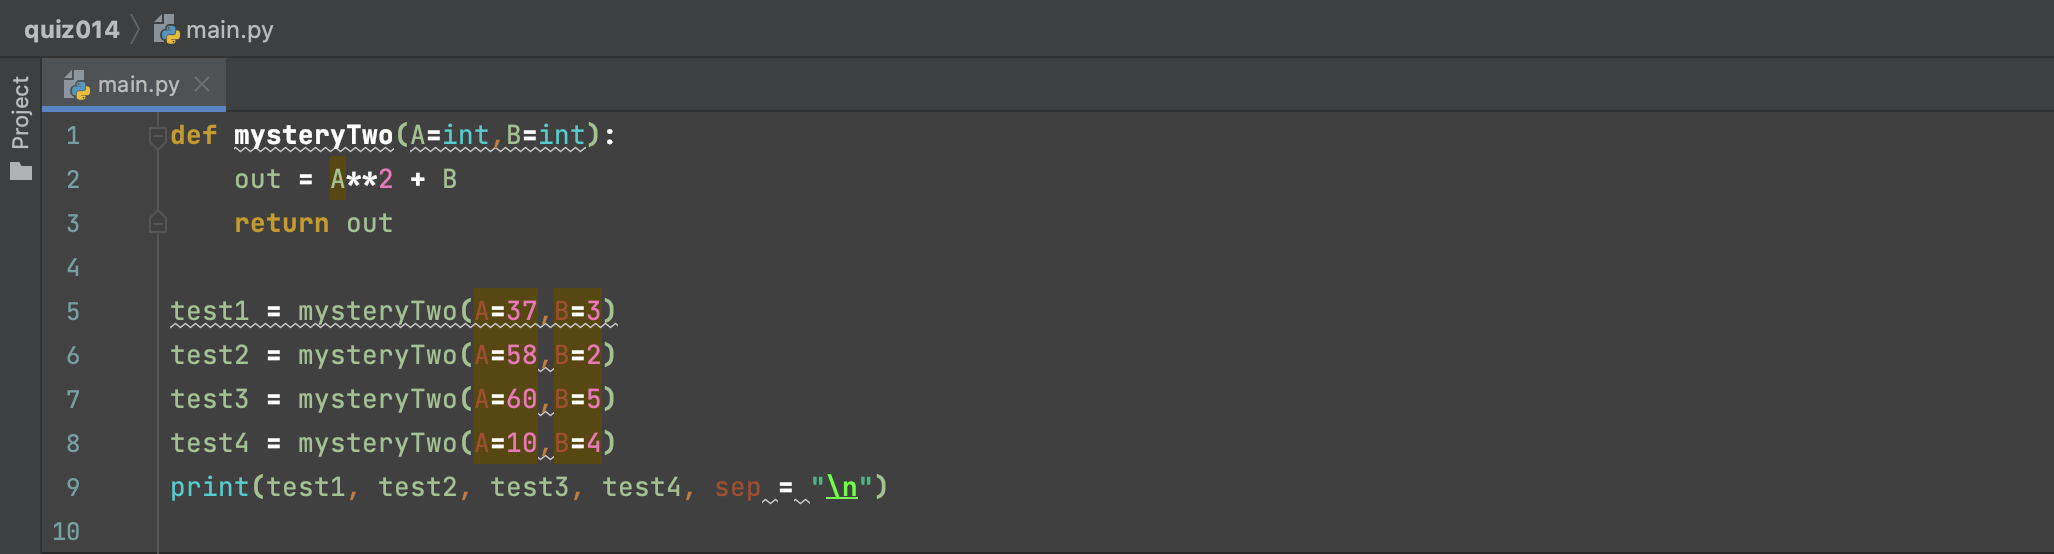 quiz014 main.py
main.py
Project
1 def mysteryTwo(A=int,B=int):
2     out = A**2 + B
3     return out
4
5 test1 = mysteryTwo(A=37,B=3)
6 test2 = mysteryTwo(A=58,B=2)
7 test3 = mysteryTwo(A=60,B=5)
8 test4 = mysteryTwo(A=10,B=4)
9 print(test1, test2, test3, test4, sep = "\n")
10